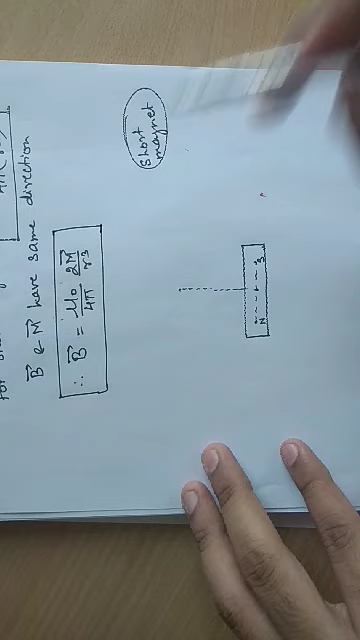 B⃗ & M⃗ have same direction
∴ B⃗ = μ₀/4π 2M⃗/r³
Short
magnet
N S